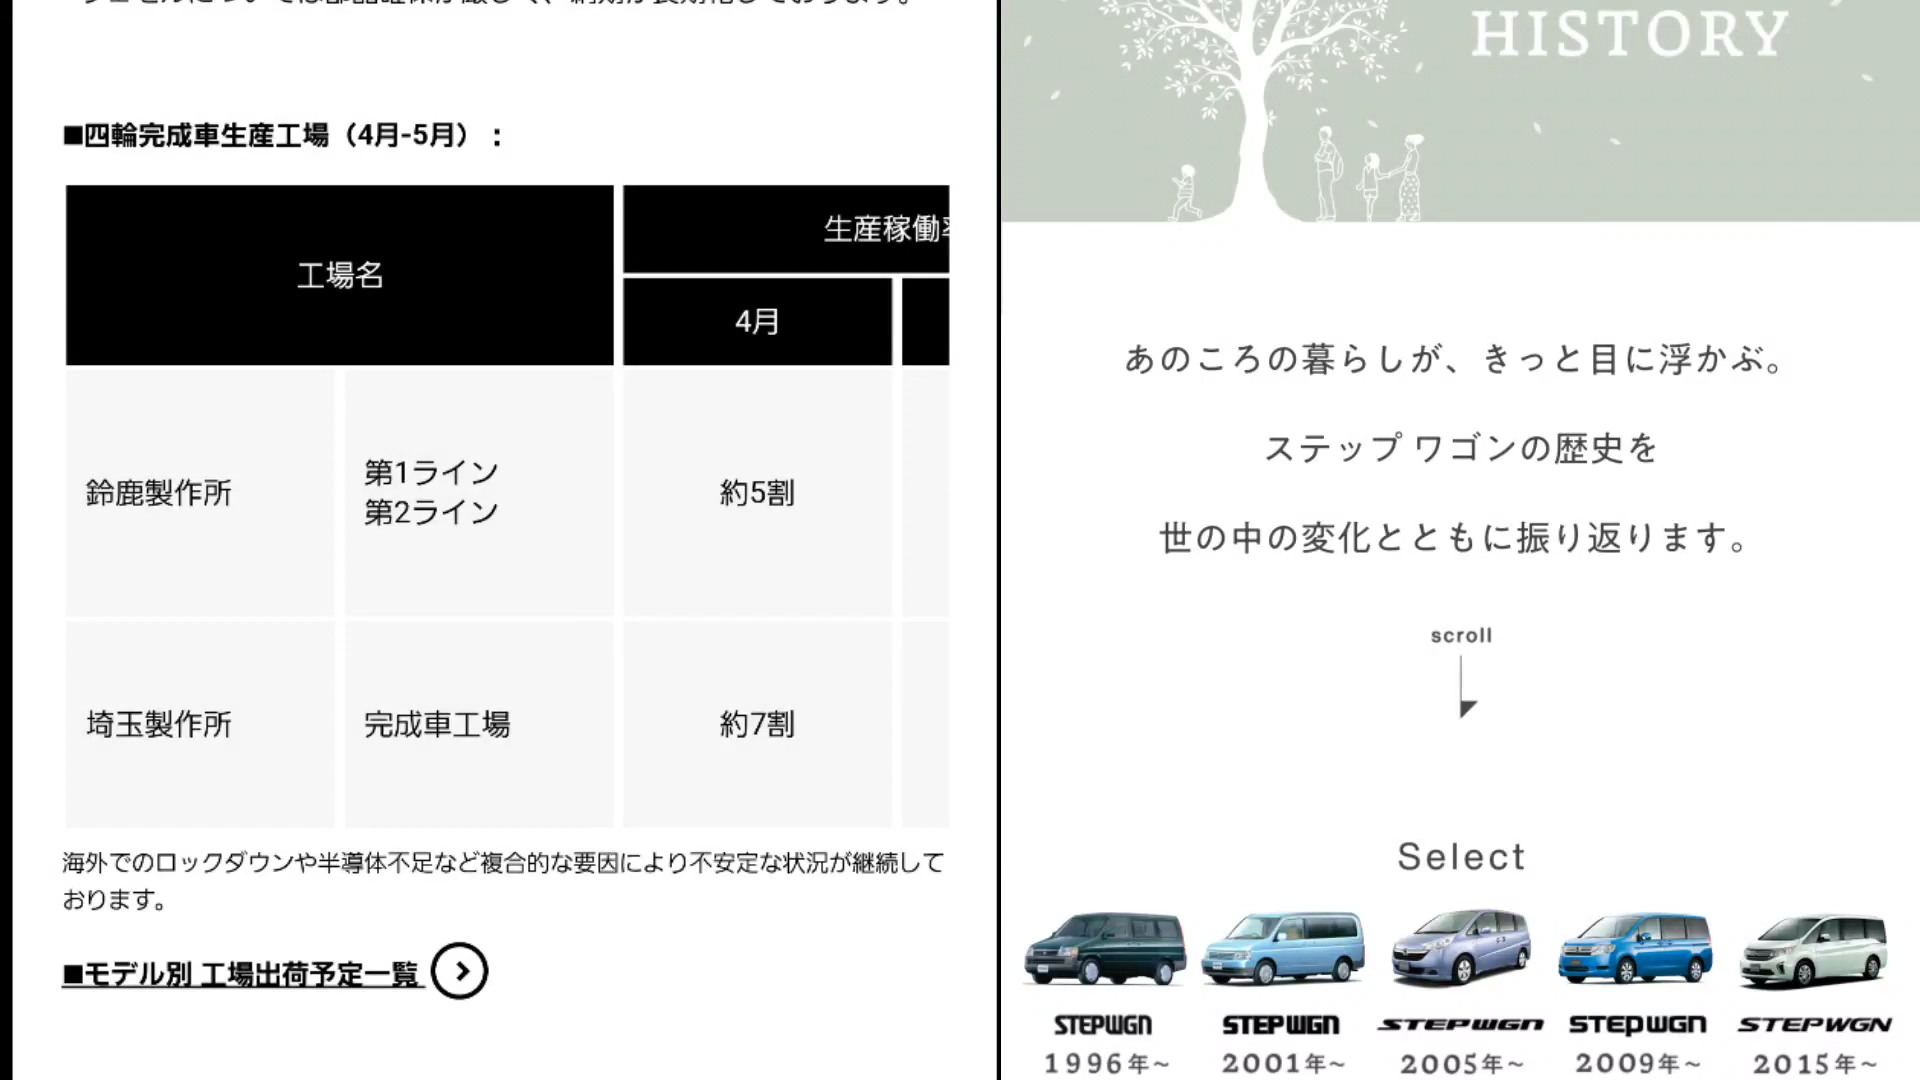 ■四輪完成車生産工場（4月-5月）：
工場名
生産稼働
4月
鈴鹿製作所
第1ライン
第2ライン
約5割
埼玉製作所
完成車工場
約7割
海外でのロックダウンや半導体不足など複合的な要因により不安定な状況が継続して
おります。
■モデル別 工場出荷予定一覧
HISTORY
あのころの暮らしが、きっと目に浮かぶ。
ステップ ワゴンの歴史を
世の中の変化とともに振り返ります。
scroll
Select
STEPWGN
STEPWGN
STEPWGN
STEPWGN
STEPWGN
1996年~
2001年~
2005年~
2009年~
2015年~